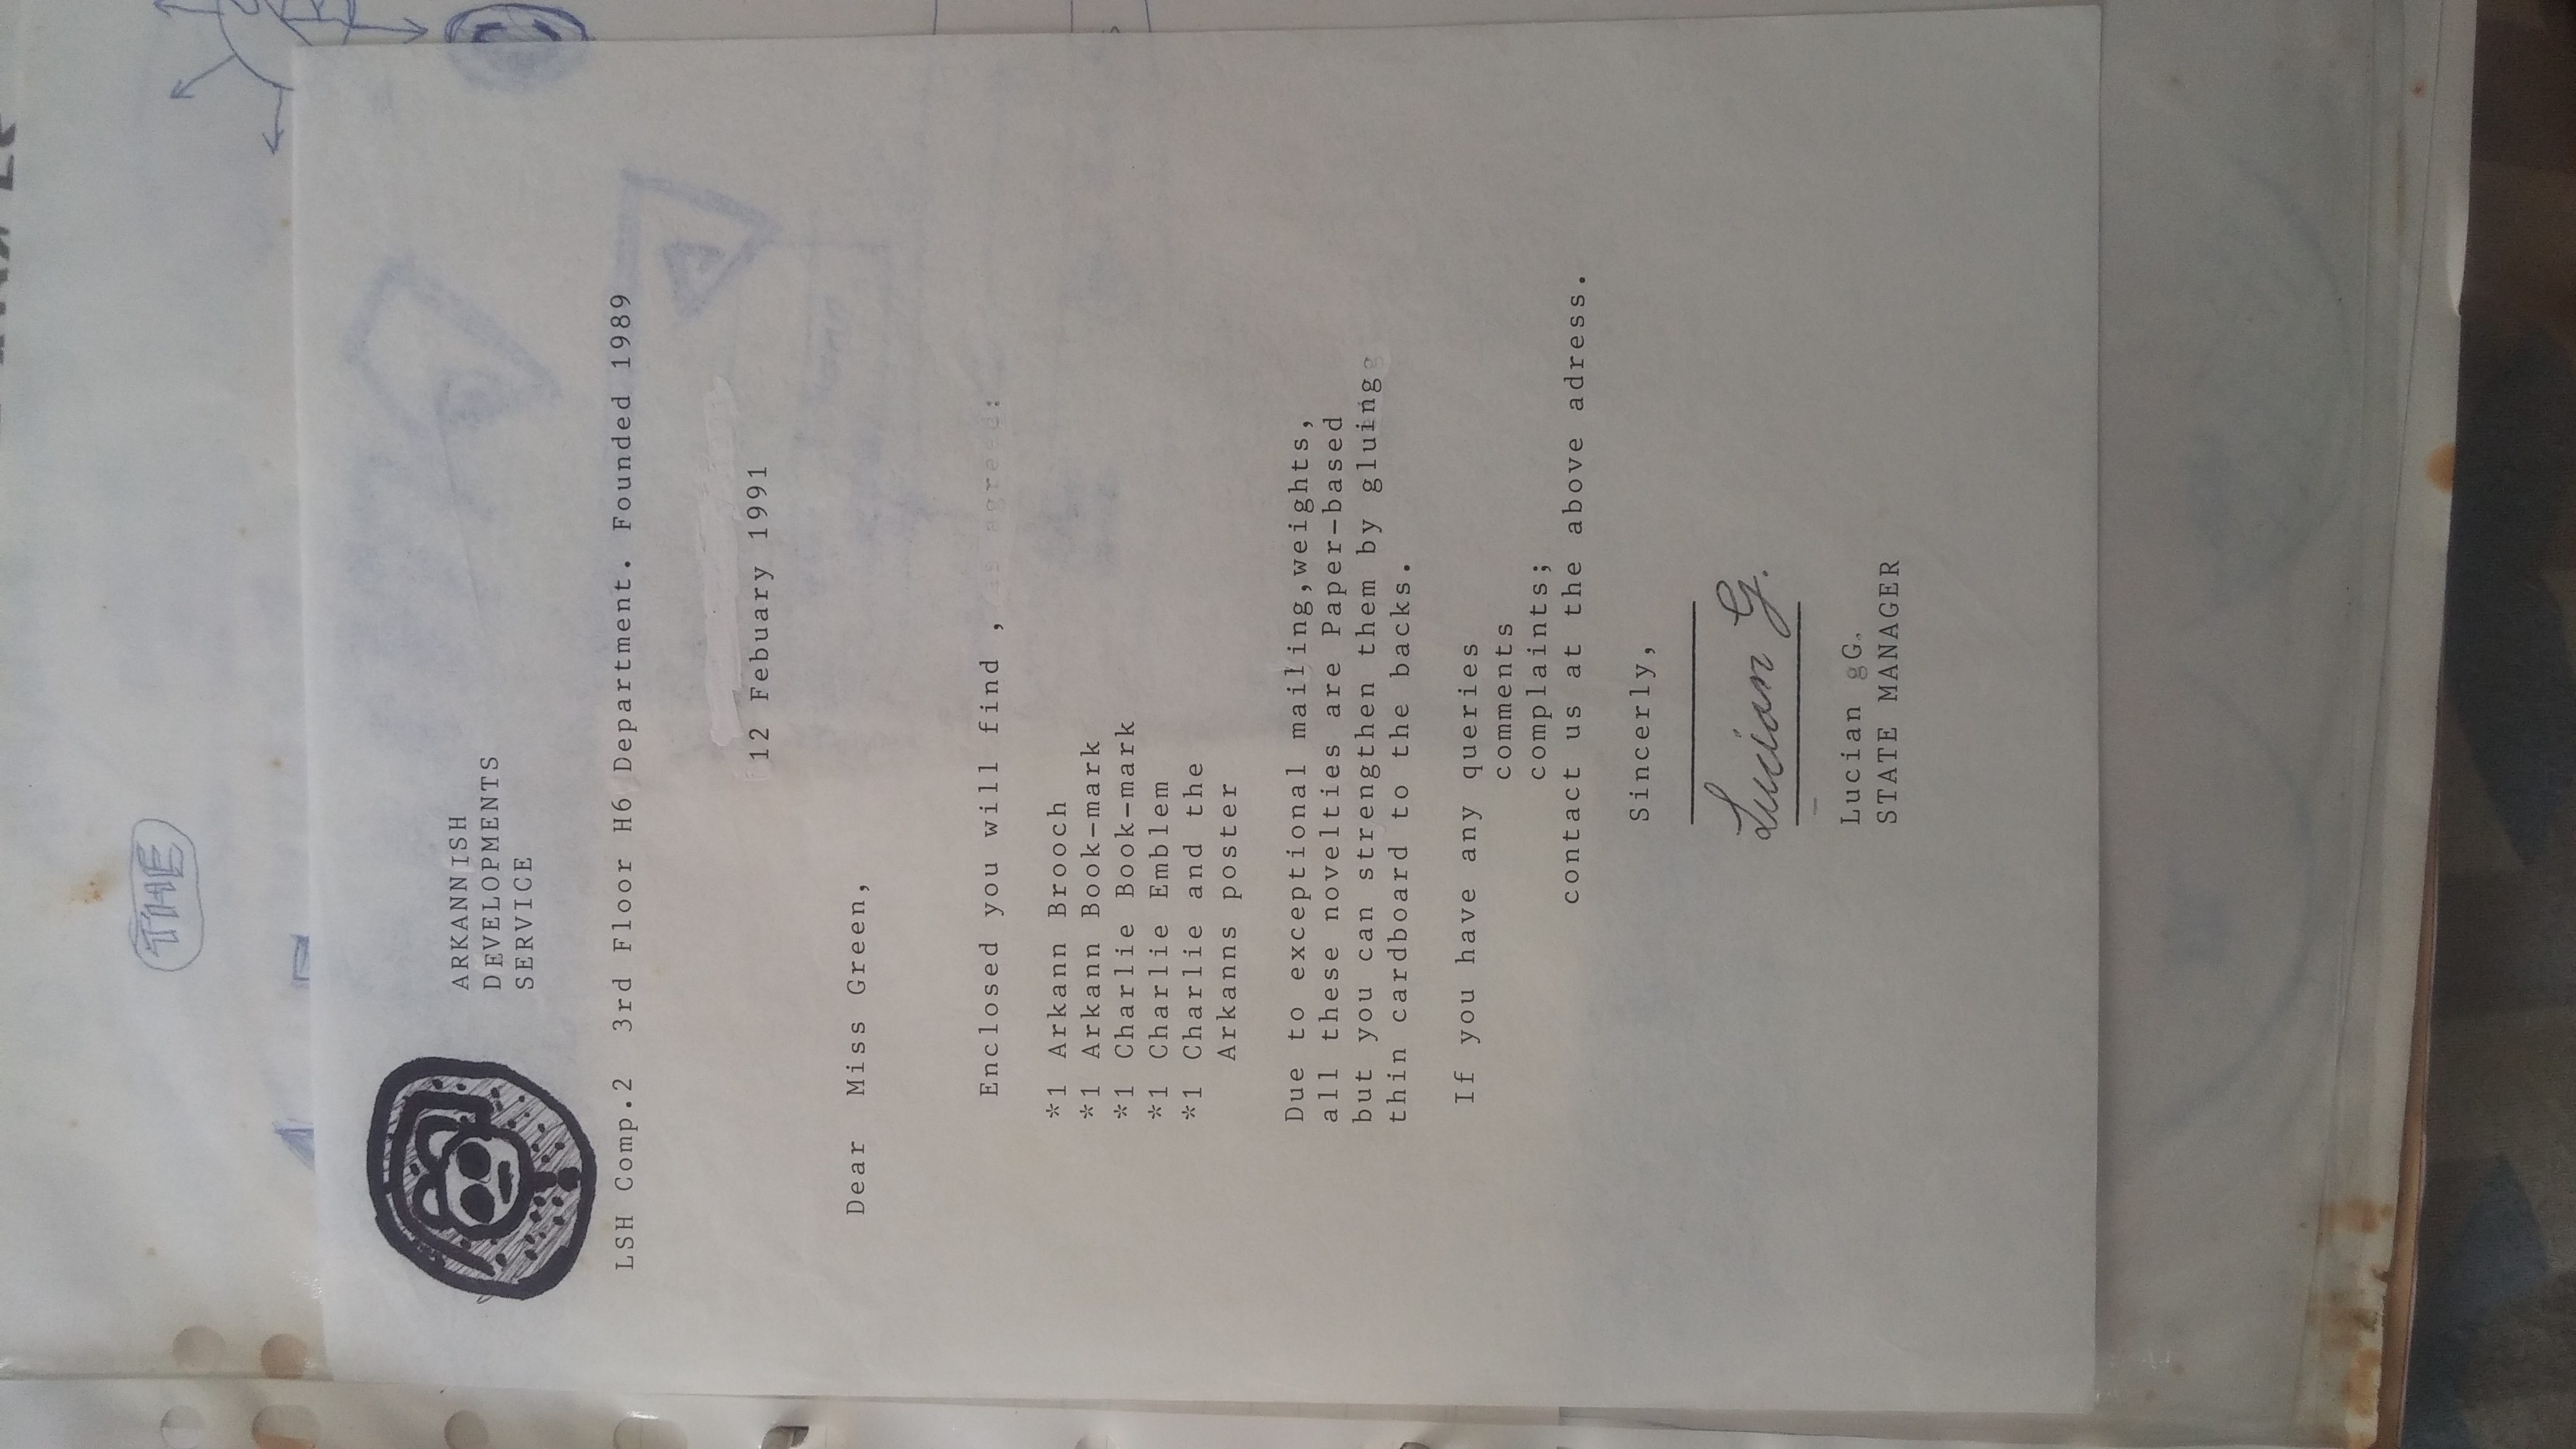 THE
ARKANNISH
DEVELOPMENTS
SERVICE
LSH Comp.2 3rd Floor H6 Department. Founded 1989
12 Febuary 1991
Dear Miss Green,
Enclosed you will find , as agreed:
*1 Arkann Brooch
*1 Arkann Book-mark
*1 Charlie Book-mark
*1 Charlie Emblem
*1 Charlie and the
Arkanns poster
Due to exceptional mailing,weights,
all these novelties are Paper-based
but you can strengthen them by gluingg
thin cardboard to the backs.
If you have any queries
comments
complaints;
contact us at the above adress.
Sincerly,
Lucian G.
Lucian gG.
STATE MANAGER